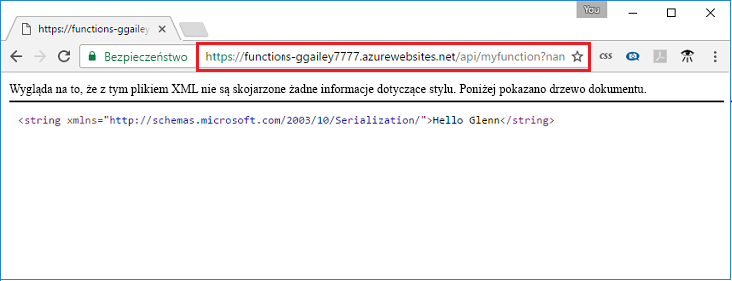 You
https://functions-ggailey
Bezpieczeństwo https://functions-ggailey7777.azurewebsites.net/api/myfunction?nan css
Wygląda na to, że z tym plikiem XML nie są skojarzone żadne informacje dotyczące stylu. Poniżej pokazano drzewo dokumentu.
<string xmlns="http://schemas.microsoft.com/2003/10/Serialization/">Hello Glenn</string>